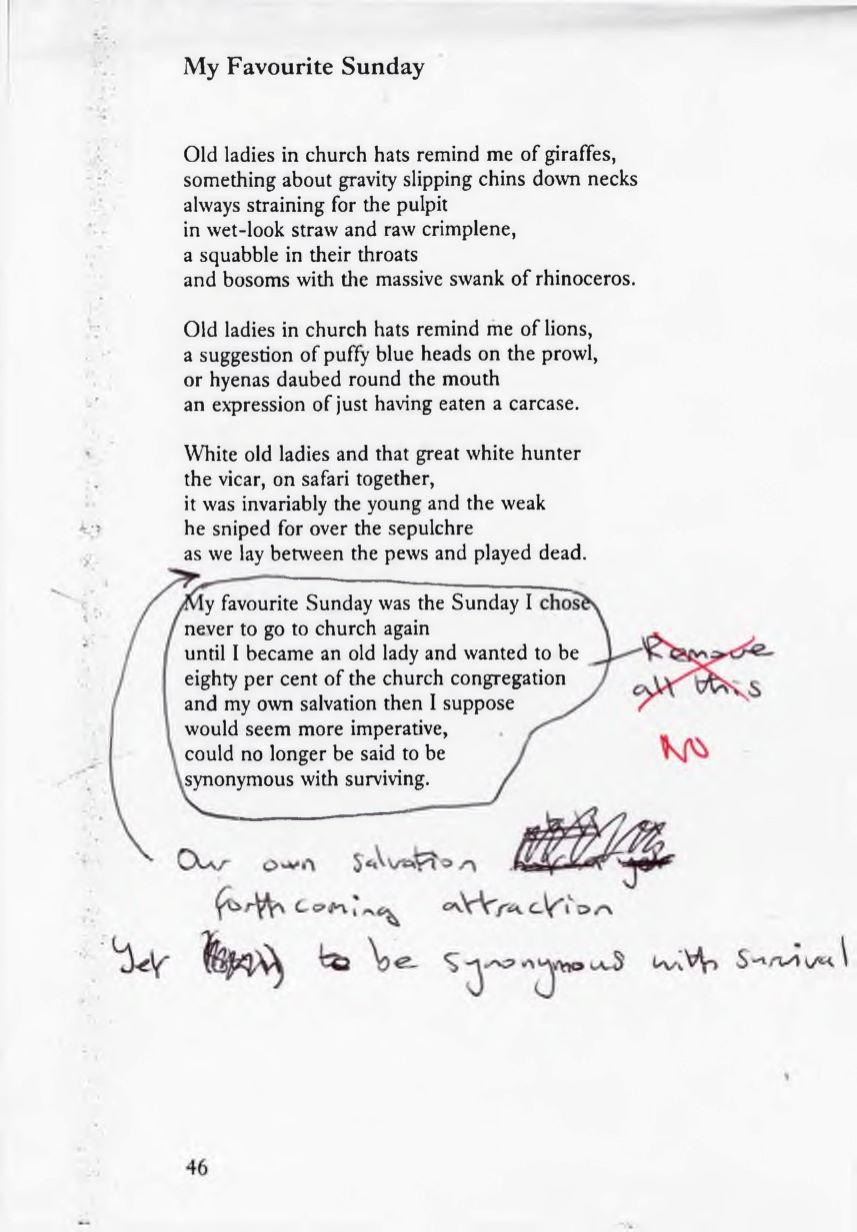 My Favourite Sunday
Old ladies in church hats remind me of giraffes,
something about gravity slipping chins down necks
always straining for the pulpit
in wet-look straw and raw crimplene,
a squabble in their throats
and bosoms with the massive swank of rhinoceros.
Old ladies in church hats remind me of lions,
a suggestion of puffy blue heads on the prowl,
or hyenas daubed round the mouth
an expression of just having eaten a carcase.
White old ladies and that great white hunter
the vicar, on safari together,
it was invariably the young and the weak
he sniped for over the sepulchre
as we lay between the pews and played dead.
My favourite Sunday was the Sunday I chose
never to go to church again
until I became an old lady and wanted to be
eighty per cent of the church congregation
and my own salvation then I suppose
would seem more imperative,
could no longer be said to be
synonymous with surviving.
Remove
all this
NO
Our own salvation
forthcoming attraction
Yet to be synonymous with survival
46